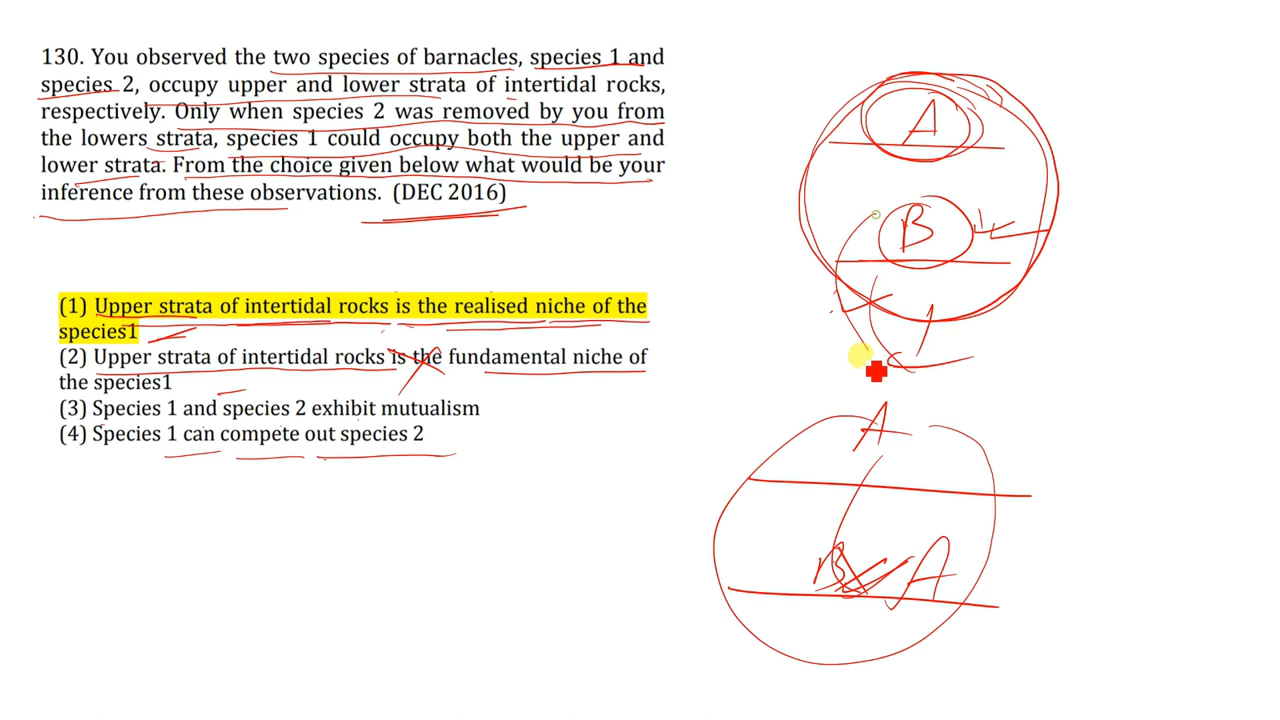 130. You observed the two species of barnacles, species 1 and
species 2, occupy upper and lower strata of intertidal rocks,
respectively. Only when species 2 was removed by you from
the lowers strata, species 1 could occupy both the upper and
lower strata. From the choice given below what would be your
inference from these observations. (DEC 2016)
(1) Upper strata of intertidal rocks is the realised niche of the
species1
(2) Upper strata of intertidal rocks is the fundamental niche of
the species1
(3) Species 1 and species 2 exhibit mutualism
(4) Species 1 can compete out species 2
A
B
A
B A